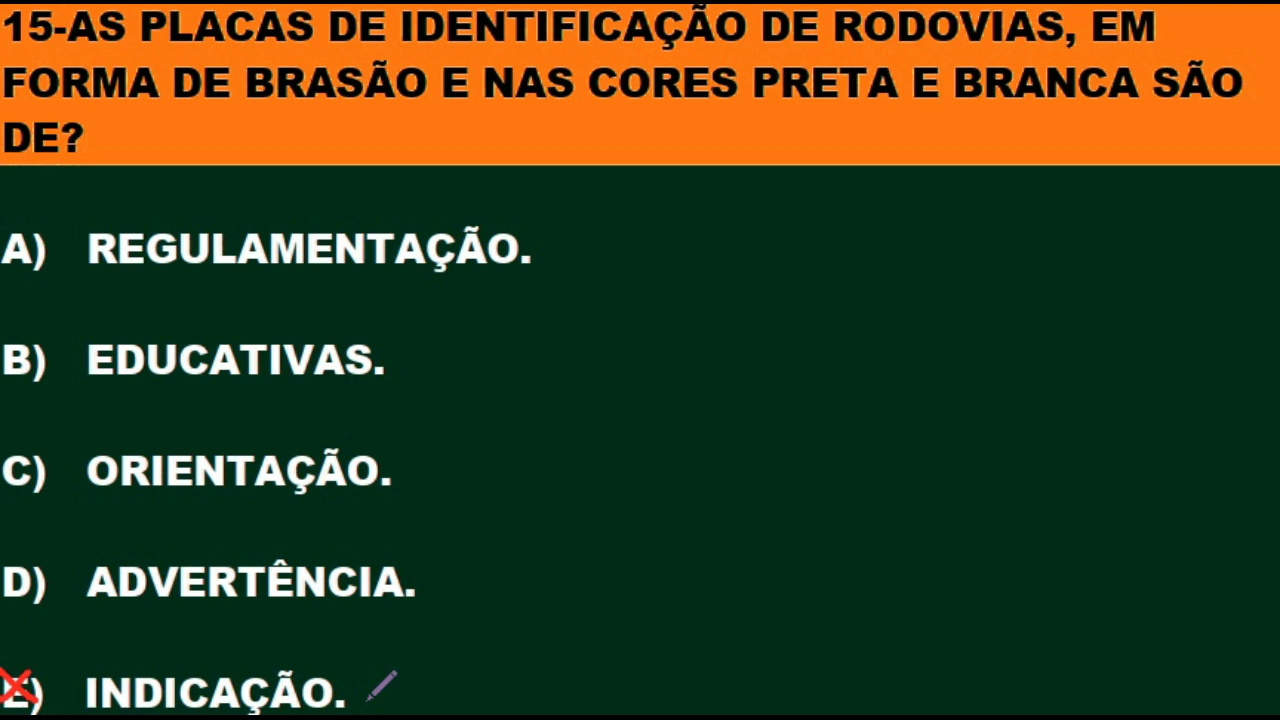 15-AS PLACAS DE IDENTIFICAÇÃO DE RODOVIAS, EM
FORMA DE BRASÃO E NAS CORES PRETA E BRANCA SÃO
DE?
A) REGULAMENTAÇÃO.
B) EDUCATIVAS.
C) ORIENTAÇÃO.
D) ADVERTÊNCIA.
E) INDICAÇÃO.